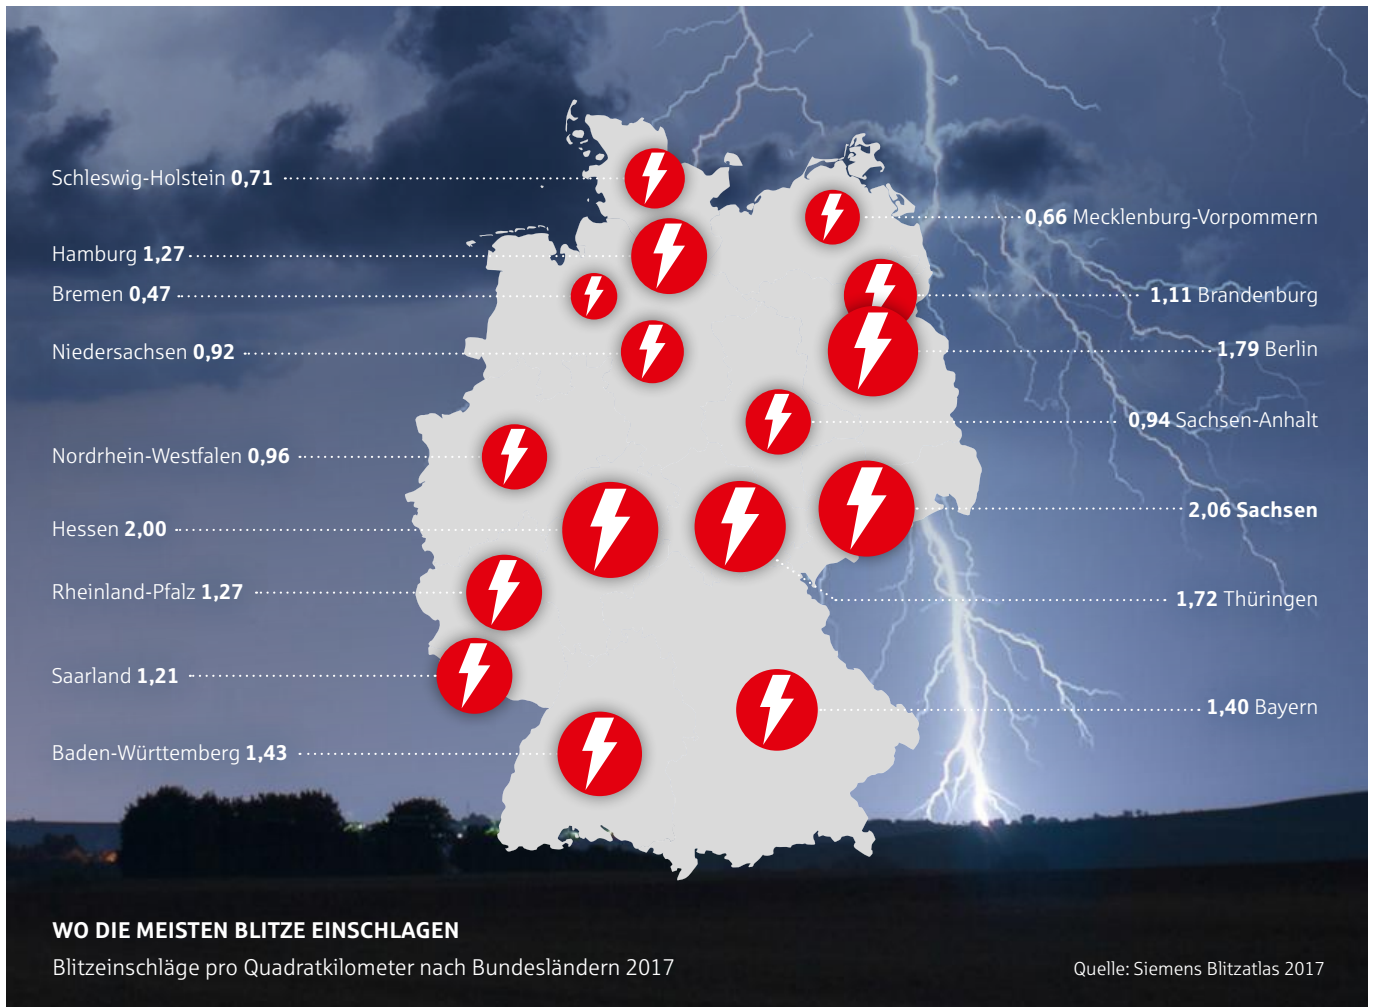 Schleswig-Holstein 0,71
Hamburg 1,27
Bremen 0,47
Niedersachsen 0,92
Nordrhein-Westfalen 0,96
Hessen 2,00
Rheinland-Pfalz 1,27
Saarland 1,21
Baden-Württemberg 1,43
0,66 Mecklenburg-Vorpommern
1,11 Brandenburg
1,79 Berlin
0,94 Sachsen-Anhalt
2,06 Sachsen
1,72 Thüringen
1,40 Bayern
WO DIE MEISTEN BLITZE EINSCHLAGEN
Blitzeinschläge pro Quadratkilometer nach Bundesländern 2017
Quelle: Siemens Blitzatlas 2017